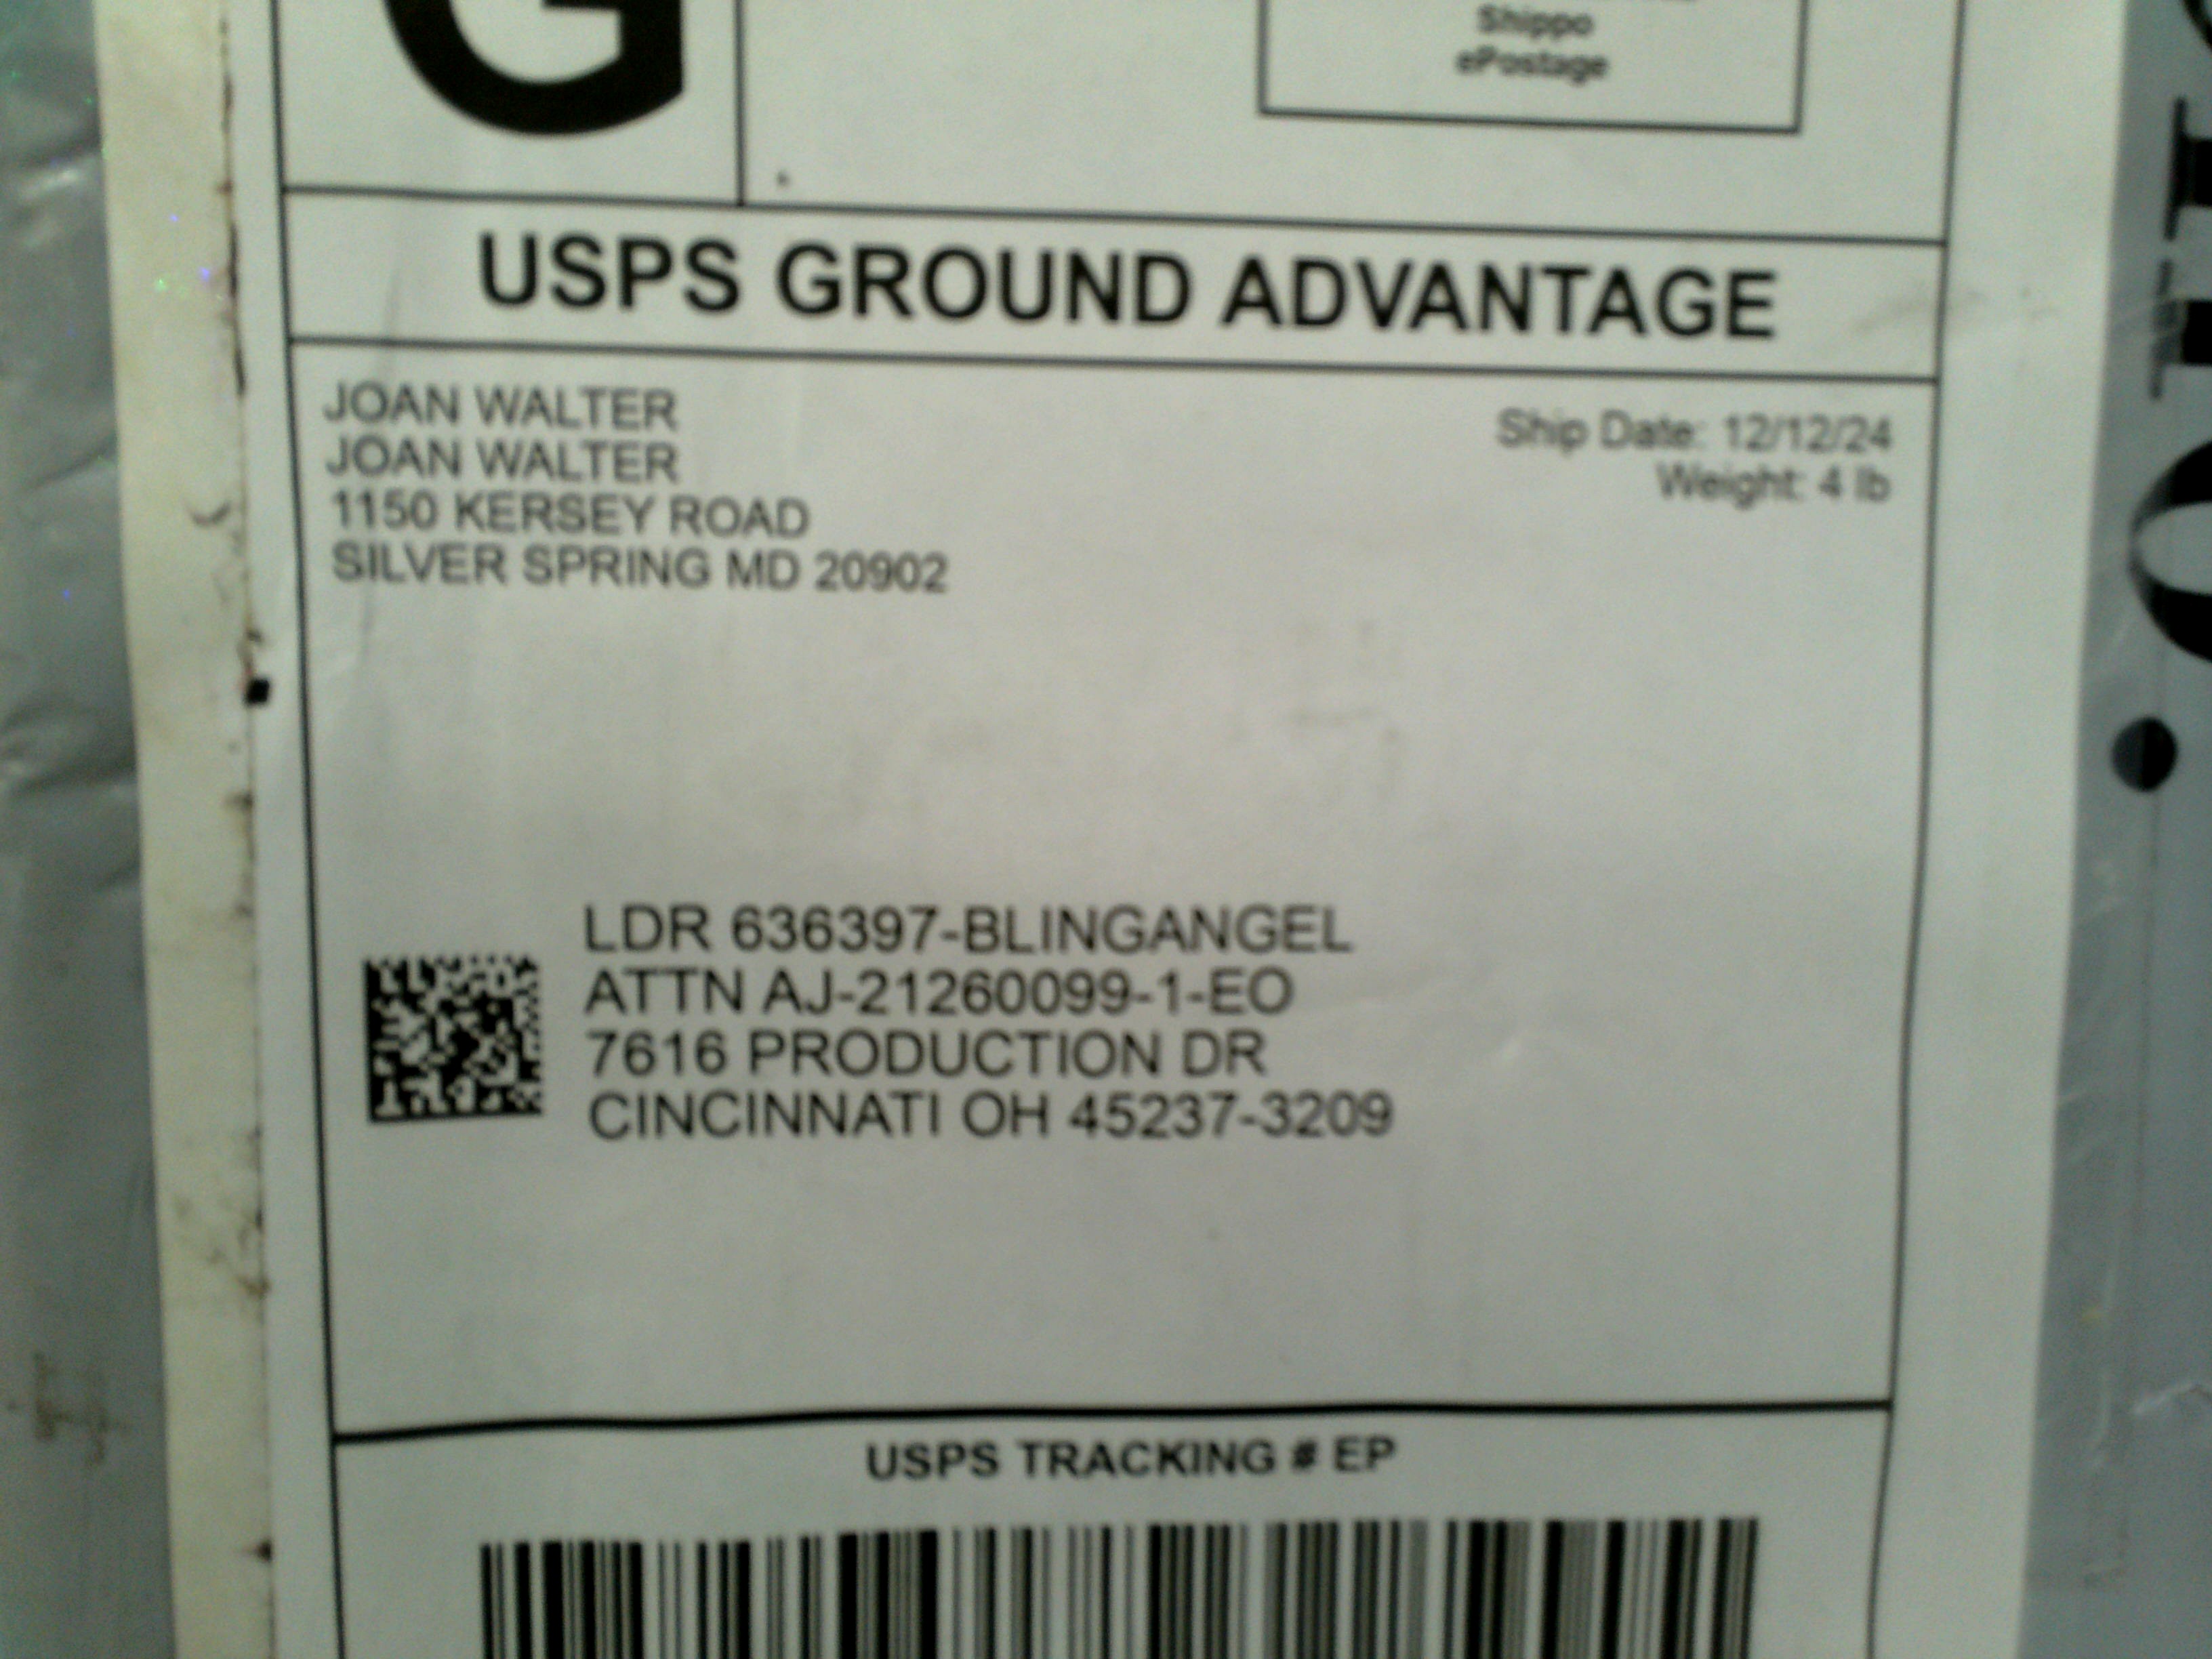 G
Shippo
ePostage
USPS GROUND ADVANTAGE
JOAN WALTER
JOAN WALTER
1150 KERSEY ROAD
SILVER SPRING MD 20902
Ship Date: 12/12/24
Weight: 4 lb
LDR 636397-BLINGANGEL
ATTN AJ-21260099-1-EO
7616 PRODUCTION DR
CINCINNATI OH 45237-3209
USPS TRACKING # EP